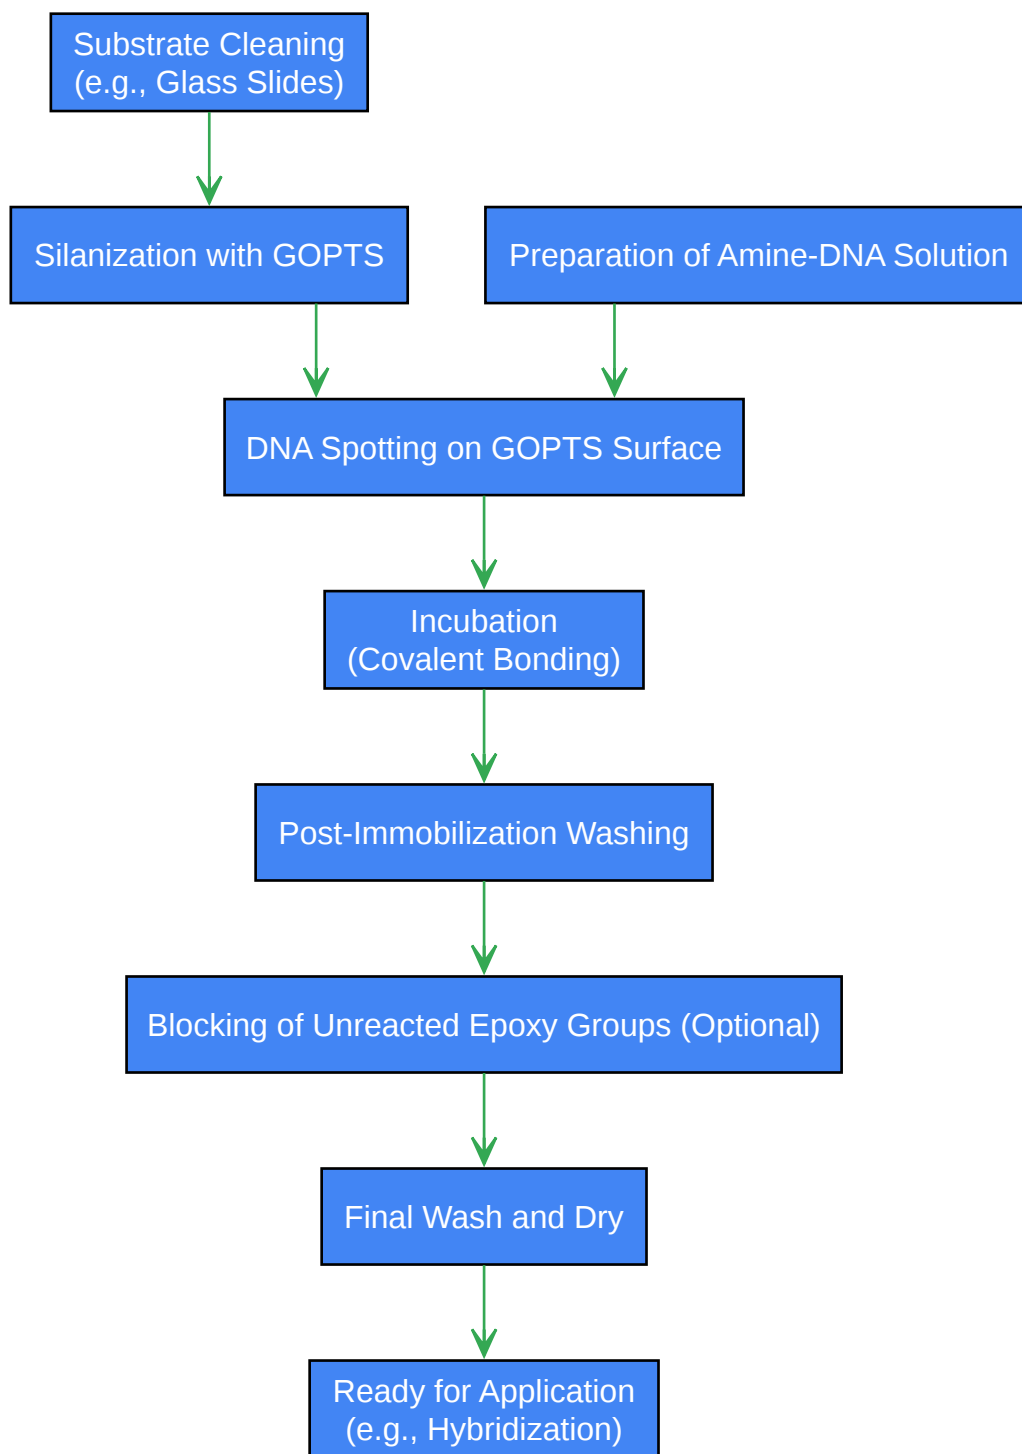 Substrate Cleaning
(e.g., Glass Slides)
Silanization with GOPTS
Preparation of Amine-DNA Solution
DNA Spotting on GOPTS Surface
Incubation
(Covalent Bonding)
Post-Immobilization Washing
Blocking of Unreacted Epoxy Groups (Optional)
Final Wash and Dry
Ready for Application
(e.g., Hybridization)